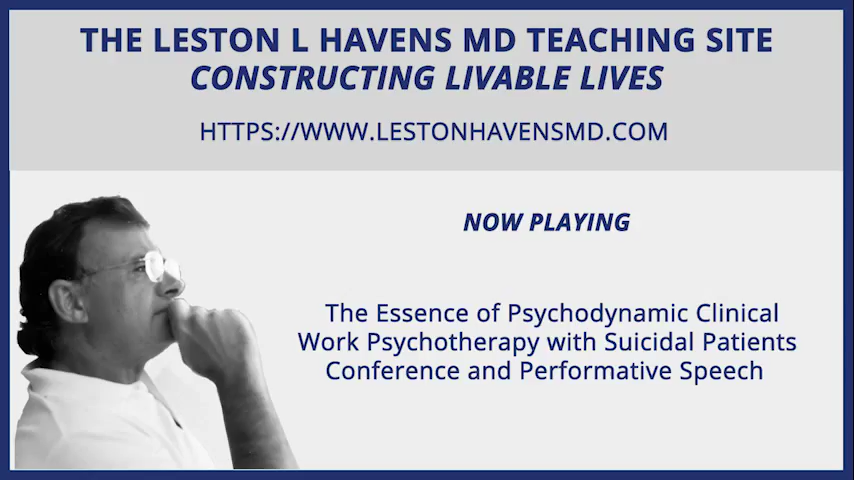 THE LESTON L HAVENS MD TEACHING SITE
CONSTRUCTING LIVABLE LIVES
HTTPS://WWW.LESTONHAVENSMD.COM
NOW PLAYING
The Essence of Psychodynamic Clinical
Work Psychotherapy with Suicidal Patients
Conference and Performative Speech